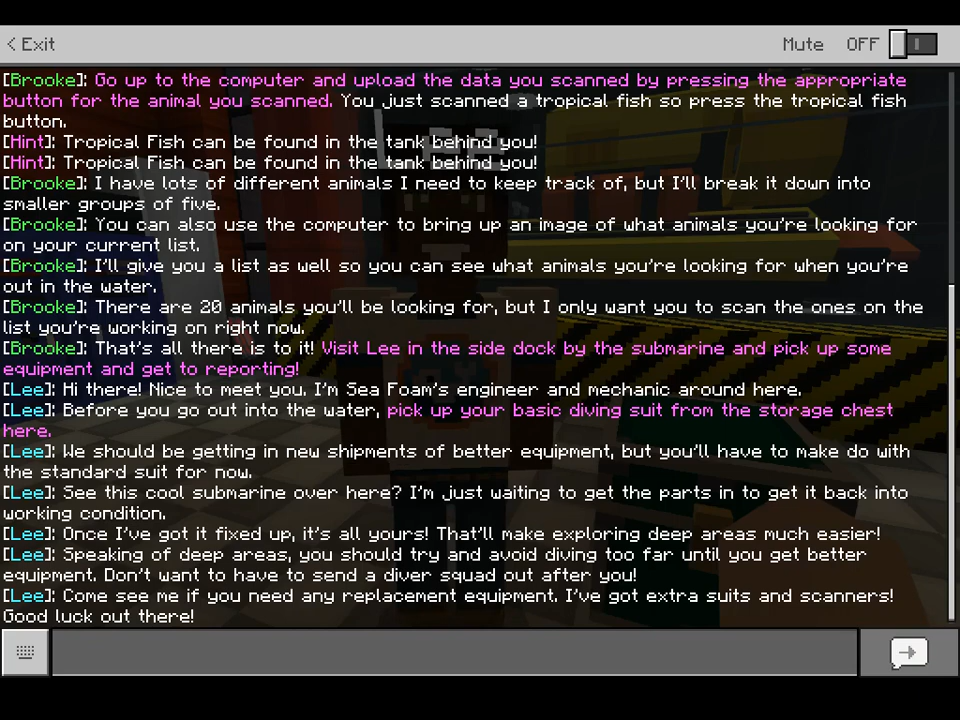 < Exit
Mute OFF
[Brooke]: Go up to the computer and upload the data you scanned by pressing the appropriate
button for the animal you scanned. You just scanned a tropical fish so press the tropical fish
button.
[Hint]: Tropical Fish can be found in the tank behind you!
[Hint]: Tropical Fish can be found in the tank behind you!
[Brooke]: I have lots of different animals I need to keep track of, but I'll break it down into
smaller groups of five.
[Brooke]: You can also use the computer to bring up an image of what animals you're looking for
on your current list.
[Brooke]: I'll give you a list as well so you can see what animals you're looking for when you're
out in the water.
[Brooke]: There are 20 animals you'll be looking for, but I only want you to scan the ones on the
list you're working on right now.
[Brooke]: That's all there is to it! Visit Lee in the side dock by the submarine and pick up some
equipment and get to reporting!
[Lee]: Hi there! Nice to meet you. I'm Sea Foam's engineer and mechanic around here.
[Lee]: Before you go out into the water, pick up your basic diving suit from the storage chest
here.
[Lee]: We should be getting in new shipments of better equipment, but you'll have to make do with
the standard suit for now.
[Lee]: See this cool submarine over here? I'm just waiting to get the parts in to get it back into
working condition.
[Lee]: Once I've got it fixed up, it's all yours! That'll make exploring deep areas much easier!
[Lee]: Speaking of deep areas, you should try and avoid diving too far until you get better
equipment. Don't want to have to send a diver squad out after you!
[Lee]: Come see me if you need any replacement equipment. I've got extra suits and scanners!
Good luck out there!